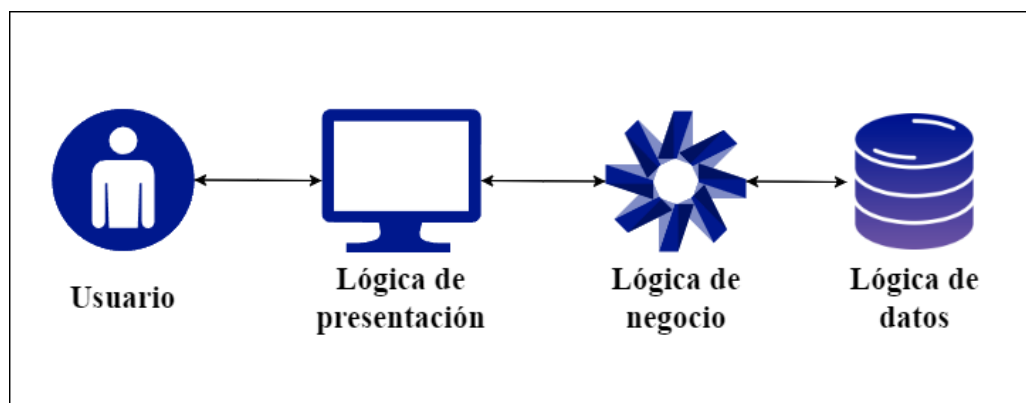 Usuario
Lógica de
presentación
Lógica de
negocio
Lógica de
datos